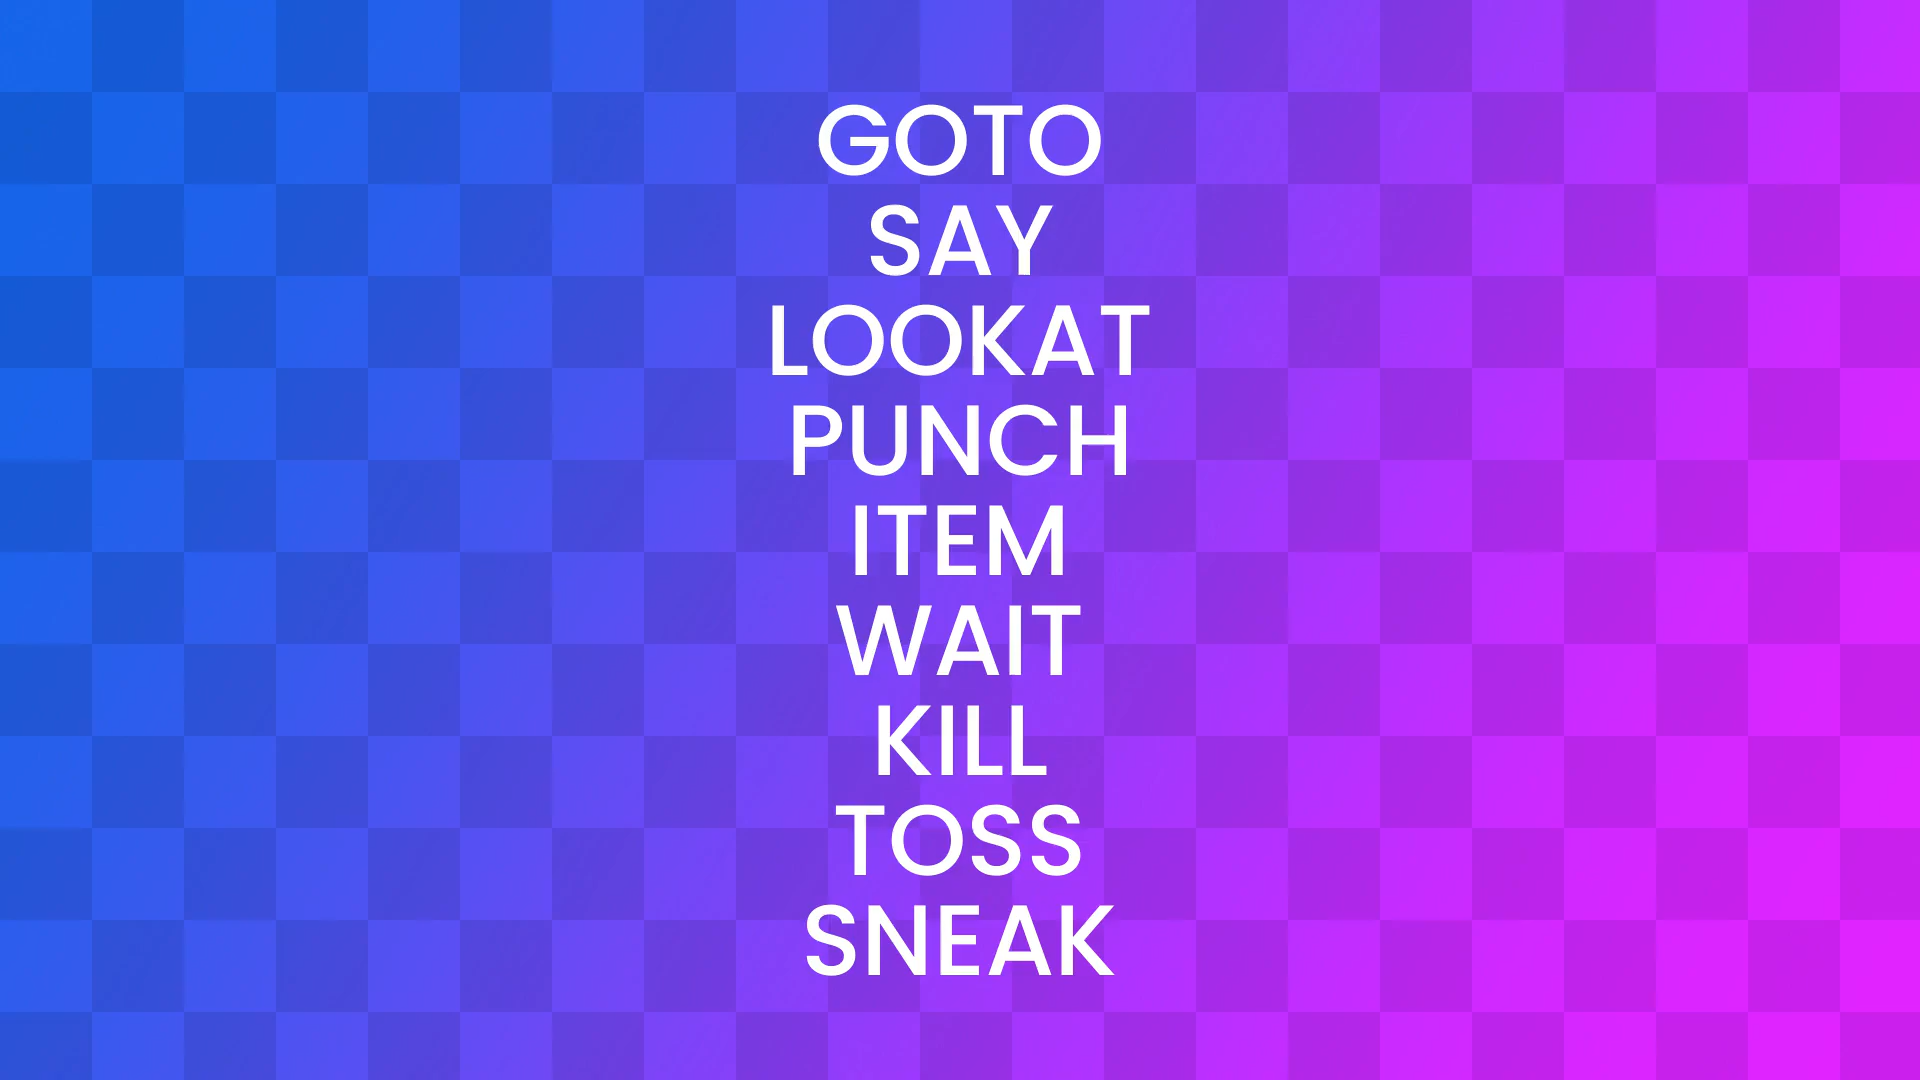 GOTO
SAY
LOOKAT
PUNCH
ITEM
WAIT
KILL
TOSS
SNEAK